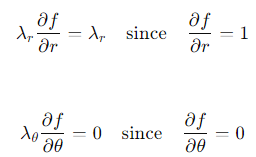 λ_r ∂f/∂r = λ_r since ∂f/∂r = 1
λ_θ ∂f/∂θ = 0 since ∂f/∂θ = 0